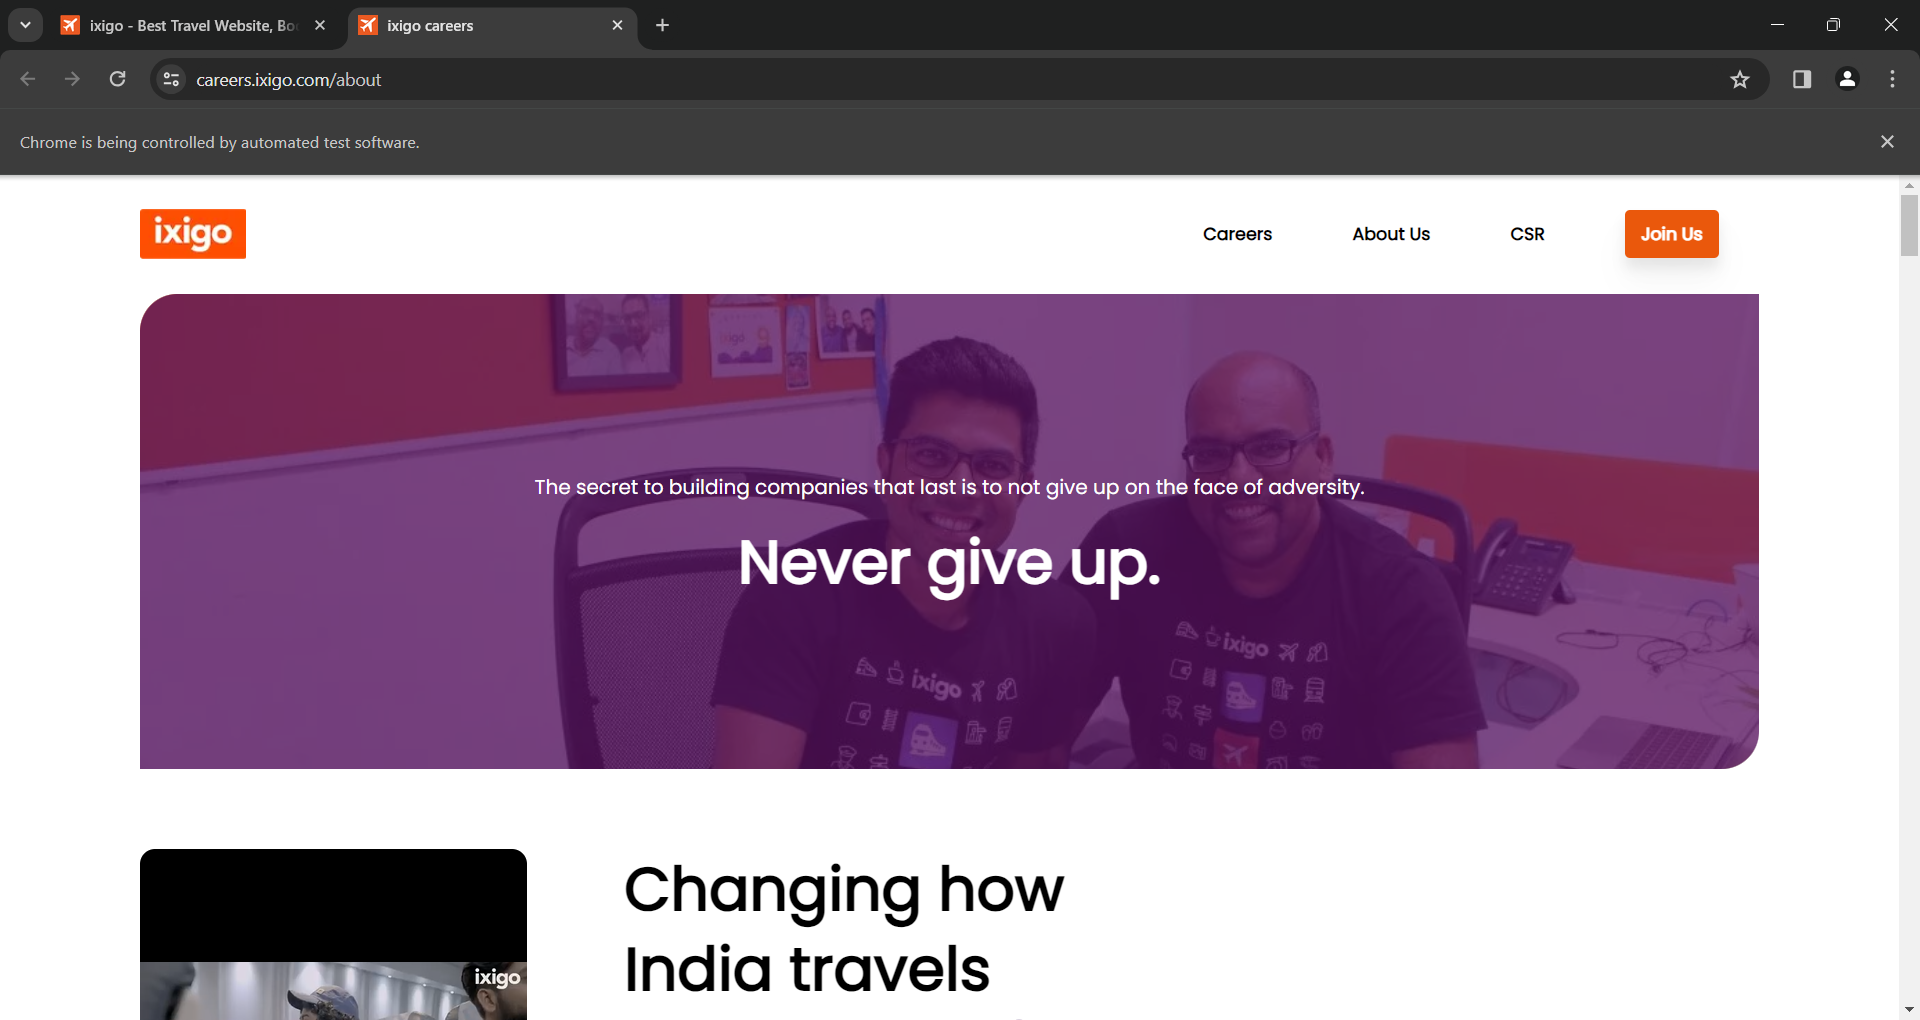 ixigo - Best Travel Website, Bo
ixigo careers
careers.ixigo.com/about
Chrome is being controlled by automated test software.
ixigo
Careers
About Us
CSR
Join Us
The secret to building companies that last is to not give up on the face of adversity.
Never give up.
ixigo
ixigo
Changing how
India travels
ixigo